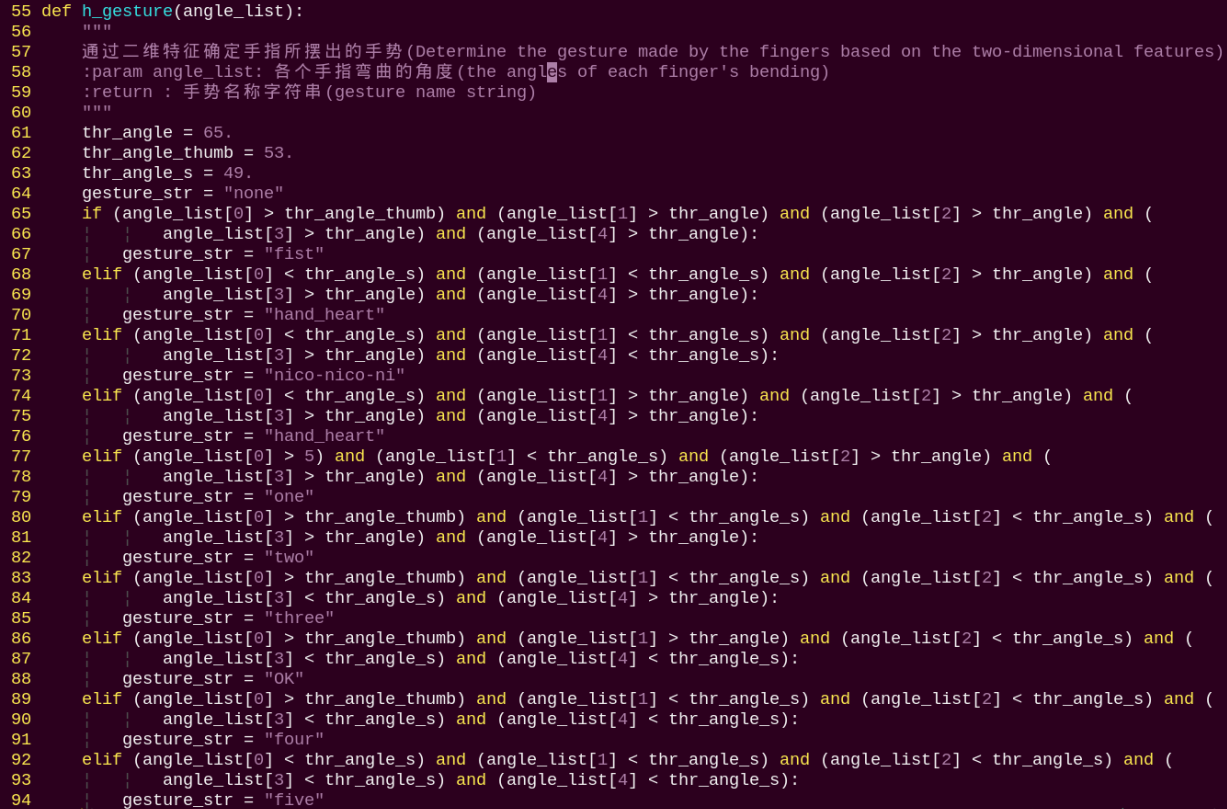 55 def h_gesture(angle_list):
56     """
57     通过二维特征确定手指所摆出的手势(Determine the gesture made by the fingers based on the two-dimensional features)
58     :param angle_list: 各个手指弯曲的角度(the angles of each finger's bending)
59     :return : 手势名称字符串(gesture name string)
60     """
61     thr_angle = 65.
62     thr_angle_thumb = 53.
63     thr_angle_s = 49.
64     gesture_str = "none"
65     if (angle_list[0] > thr_angle_thumb) and (angle_list[1] > thr_angle) and (angle_list[2] > thr_angle) and (
66     ¦   ¦   angle_list[3] > thr_angle) and (angle_list[4] > thr_angle):
67     ¦   gesture_str = "fist"
68     elif (angle_list[0] < thr_angle_s) and (angle_list[1] < thr_angle_s) and (angle_list[2] > thr_angle) and (
69     ¦   ¦   angle_list[3] > thr_angle) and (angle_list[4] > thr_angle):
70     ¦   gesture_str = "hand_heart"
71     elif (angle_list[0] < thr_angle_s) and (angle_list[1] < thr_angle_s) and (angle_list[2] > thr_angle) and (
72     ¦   ¦   angle_list[3] > thr_angle) and (angle_list[4] < thr_angle_s):
73     ¦   gesture_str = "nico-nico-ni"
74     elif (angle_list[0] < thr_angle_s) and (angle_list[1] > thr_angle) and (angle_list[2] > thr_angle) and (
75     ¦   ¦   angle_list[3] > thr_angle) and (angle_list[4] > thr_angle):
76     ¦   gesture_str = "hand_heart"
77     elif (angle_list[0] > 5) and (angle_list[1] < thr_angle_s) and (angle_list[2] > thr_angle) and (
78     ¦   ¦   angle_list[3] > thr_angle) and (angle_list[4] > thr_angle):
79     ¦   gesture_str = "one"
80     elif (angle_list[0] > thr_angle_thumb) and (angle_list[1] < thr_angle_s) and (angle_list[2] < thr_angle_s) and (
81     ¦   ¦   angle_list[3] > thr_angle) and (angle_list[4] > thr_angle):
82     ¦   gesture_str = "two"
83     elif (angle_list[0] > thr_angle_thumb) and (angle_list[1] < thr_angle_s) and (angle_list[2] < thr_angle_s) and (
84     ¦   ¦   angle_list[3] < thr_angle_s) and (angle_list[4] > thr_angle):
85     ¦   gesture_str = "three"
86     elif (angle_list[0] > thr_angle_thumb) and (angle_list[1] > thr_angle) and (angle_list[2] < thr_angle_s) and (
87     ¦   ¦   angle_list[3] < thr_angle_s) and (angle_list[4] < thr_angle_s):
88     ¦   gesture_str = "OK"
89     elif (angle_list[0] > thr_angle_thumb) and (angle_list[1] < thr_angle_s) and (angle_list[2] < thr_angle_s) and (
90     ¦   ¦   angle_list[3] < thr_angle_s) and (angle_list[4] < thr_angle_s):
91     ¦   gesture_str = "four"
92     elif (angle_list[0] < thr_angle_s) and (angle_list[1] < thr_angle_s) and (angle_list[2] < thr_angle_s) and (
93     ¦   ¦   angle_list[3] < thr_angle_s) and (angle_list[4] < thr_angle_s):
94     ¦   gesture_str = "five"